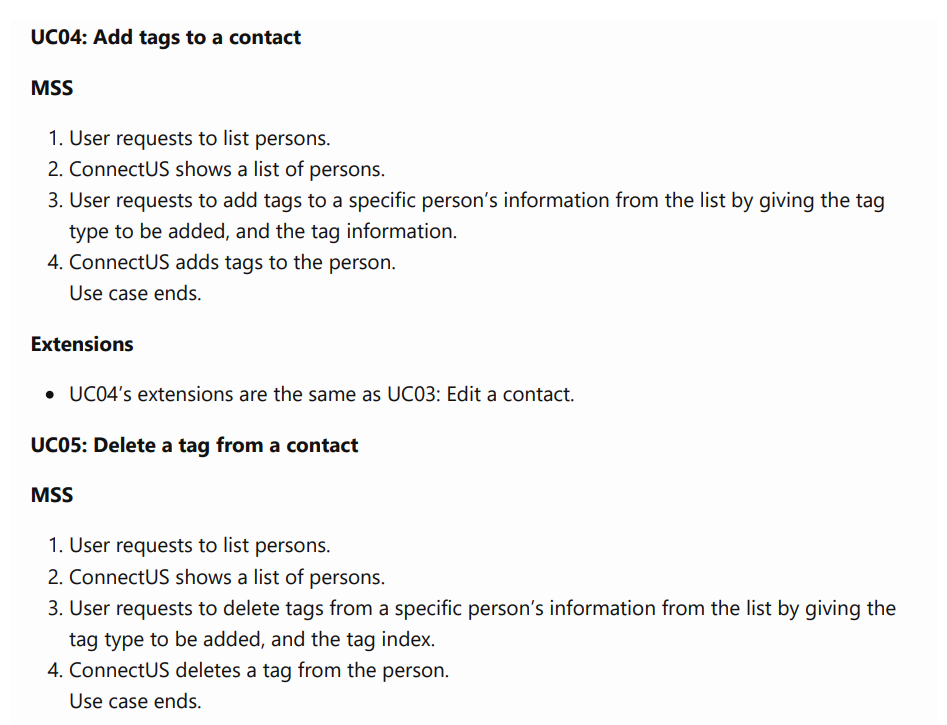 UC04: Add tags to a contact
MSS
1. User requests to list persons.
2. ConnectUS shows a list of persons.
3. User requests to add tags to a specific person’s information from the list by giving the tag
type to be added, and the tag information.
4. ConnectUS adds tags to the person.
Use case ends.
Extensions
• UC04’s extensions are the same as UC03: Edit a contact.
UC05: Delete a tag from a contact
MSS
1. User requests to list persons.
2. ConnectUS shows a list of persons.
3. User requests to delete tags from a specific person’s information from the list by giving the
tag type to be added, and the tag index.
4. ConnectUS deletes a tag from the person.
Use case ends.